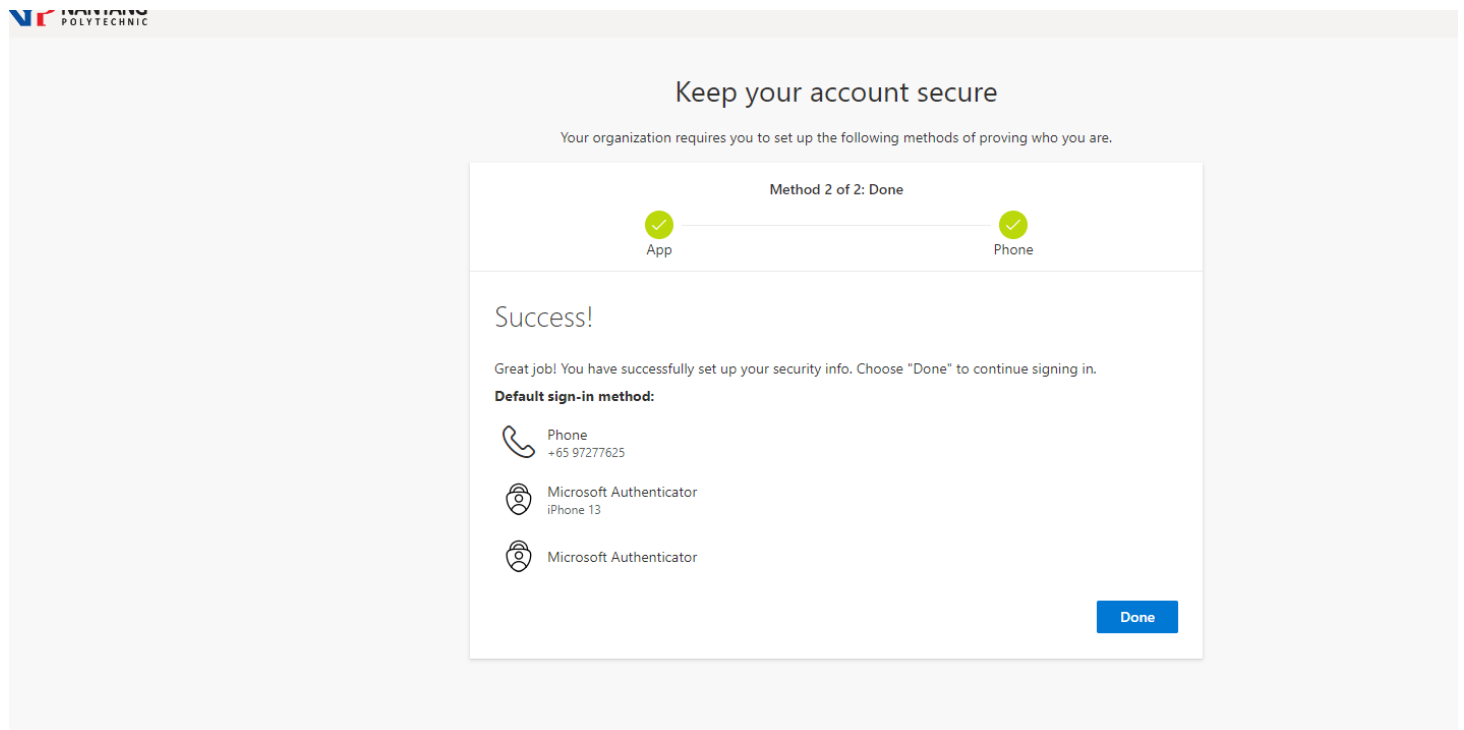 NANYANG
POLYTECHNIC
Keep your account secure
Your organization requires you to set up the following methods of proving who you are.
Method 2 of 2: Done
App
Phone
Success!
Great job! You have successfully set up your security info. Choose "Done" to continue signing in.
Default sign-in method:
Phone
+65 97277625
Microsoft Authenticator
iPhone 13
Microsoft Authenticator
Done